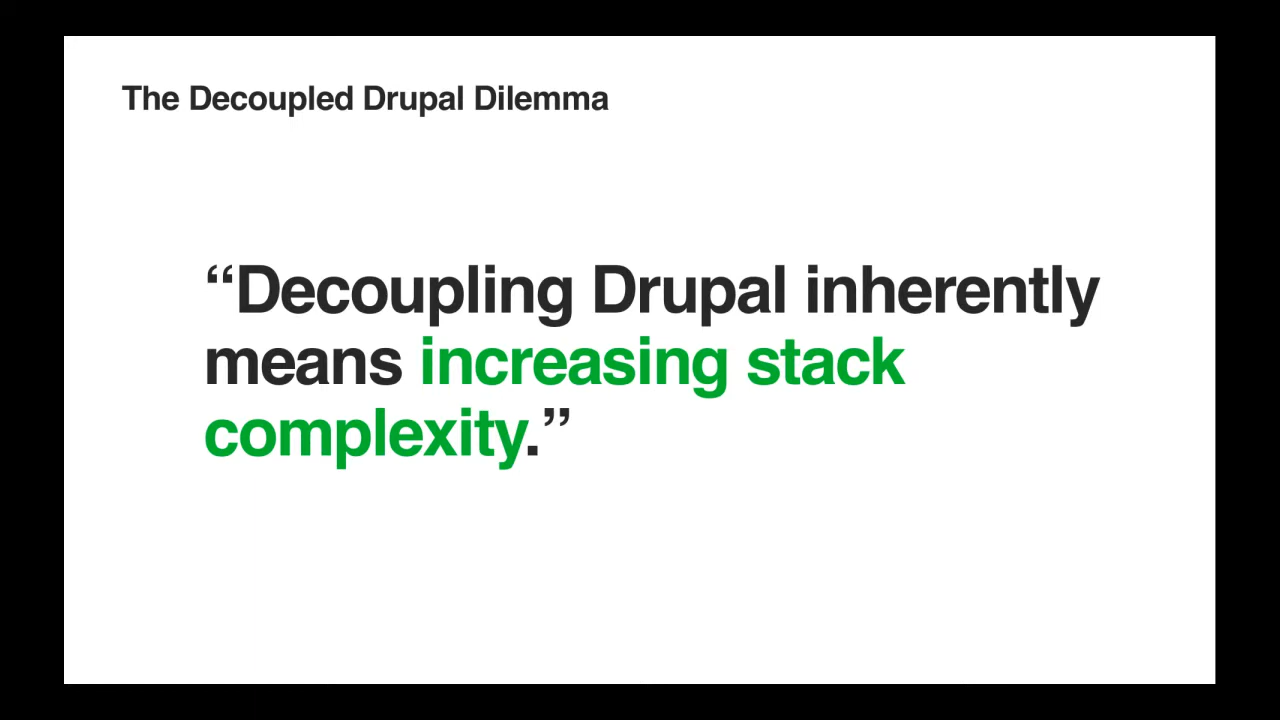 The Decoupled Drupal Dilemma
“Decoupling Drupal inherently
means increasing stack
complexity.”